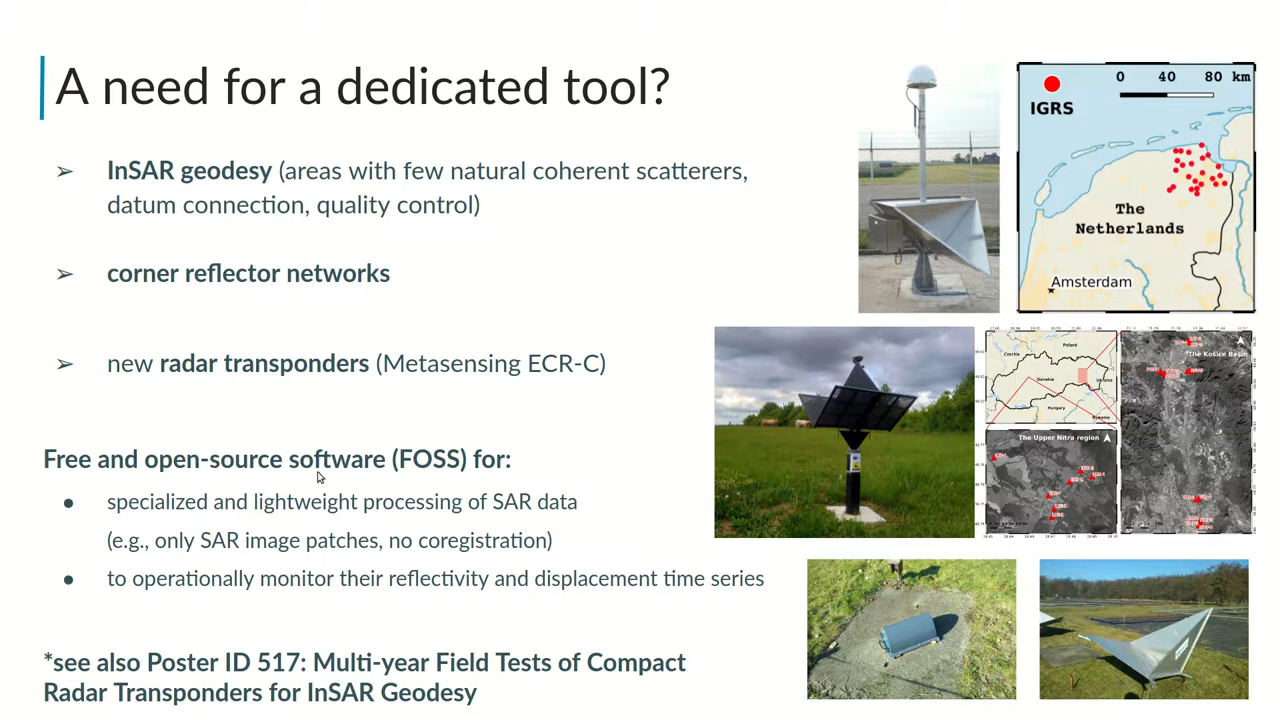 A need for a dedicated tool?
➢ InSAR geodesy (areas with few natural coherent scatterers,
datum connection, quality control)
➢ corner reflector networks
➢ new radar transponders (Metasensing ECR-C)
Free and open-source software (FOSS) for:
● specialized and lightweight processing of SAR data
(e.g., only SAR image patches, no coregistration)
● to operationally monitor their reflectivity and displacement time series
*see also Poster ID 517: Multi-year Field Tests of Compact
Radar Transponders for InSAR Geodesy
0 40 80 km
IGRS
The
Netherlands
Amsterdam
Poland
Czechia
Slovakia
Ukraine
Hungary
Romania
The Košice Basin
The Upper Nitra region